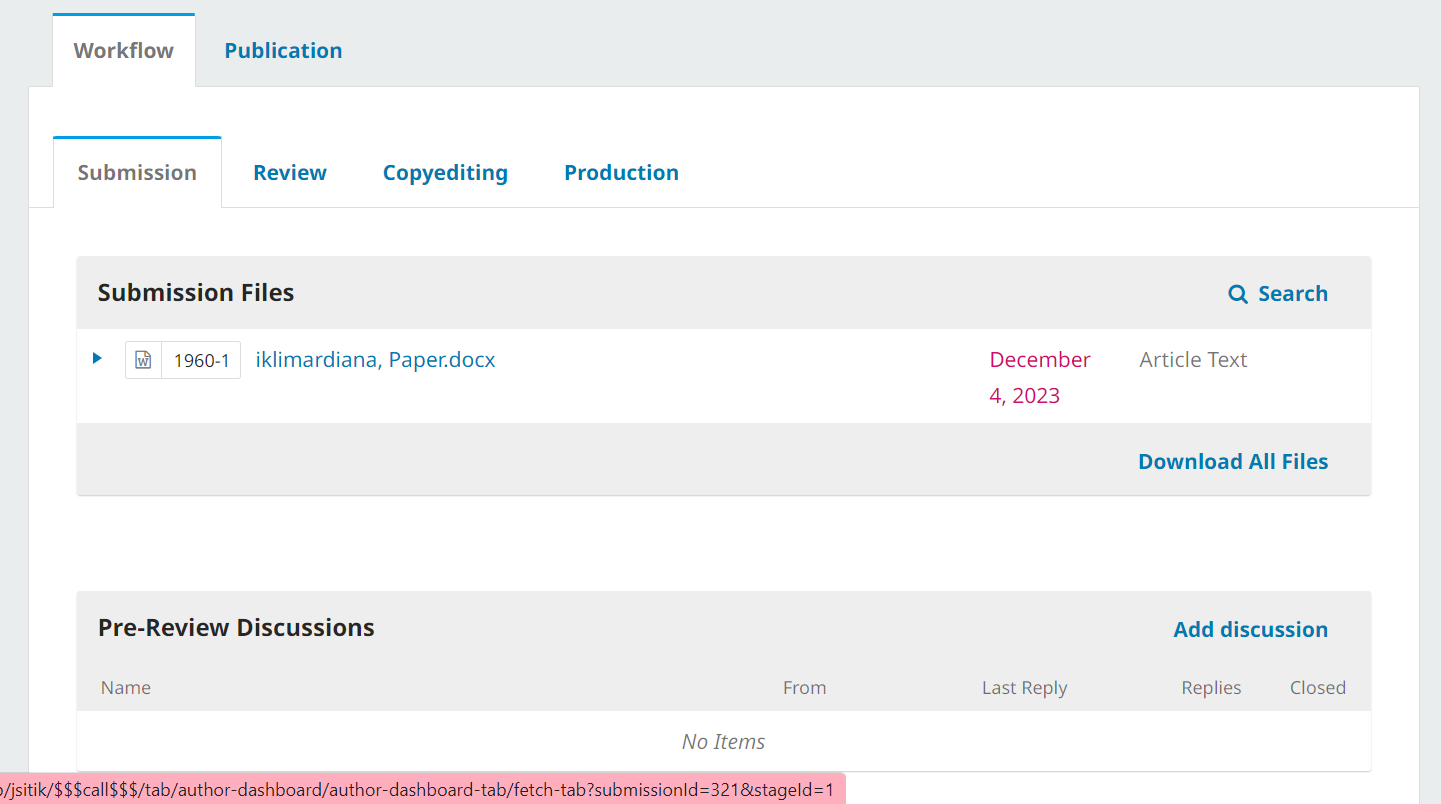 Workflow Publication
Submission Review Copyediting Production
Submission Files Search
1960-1 iklimardiana, Paper.docx December Article Text
4, 2023
Download All Files
Pre-Review Discussions Add discussion
Name From Last Reply Replies Closed
No Items
/jsitik/$$$call$$$/tab/author-dashboard/author-dashboard-tab/fetch-tab?submissionId=321&stageId=1